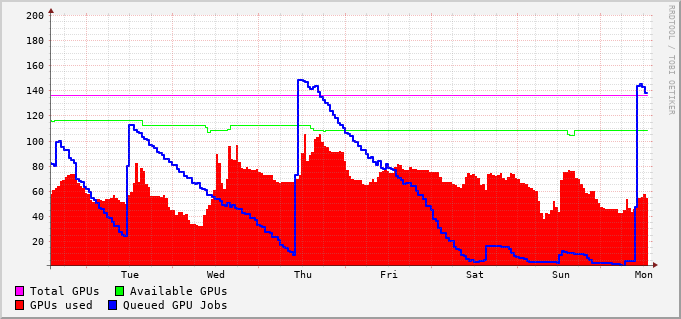 200
180
160
140
120
100
80
60
40
20
Tue Wed Thu Fri Sat Sun Mon
Total GPUs Available GPUs
GPUs used Queued GPU Jobs
RRDTOOL / TOBI OETIKER